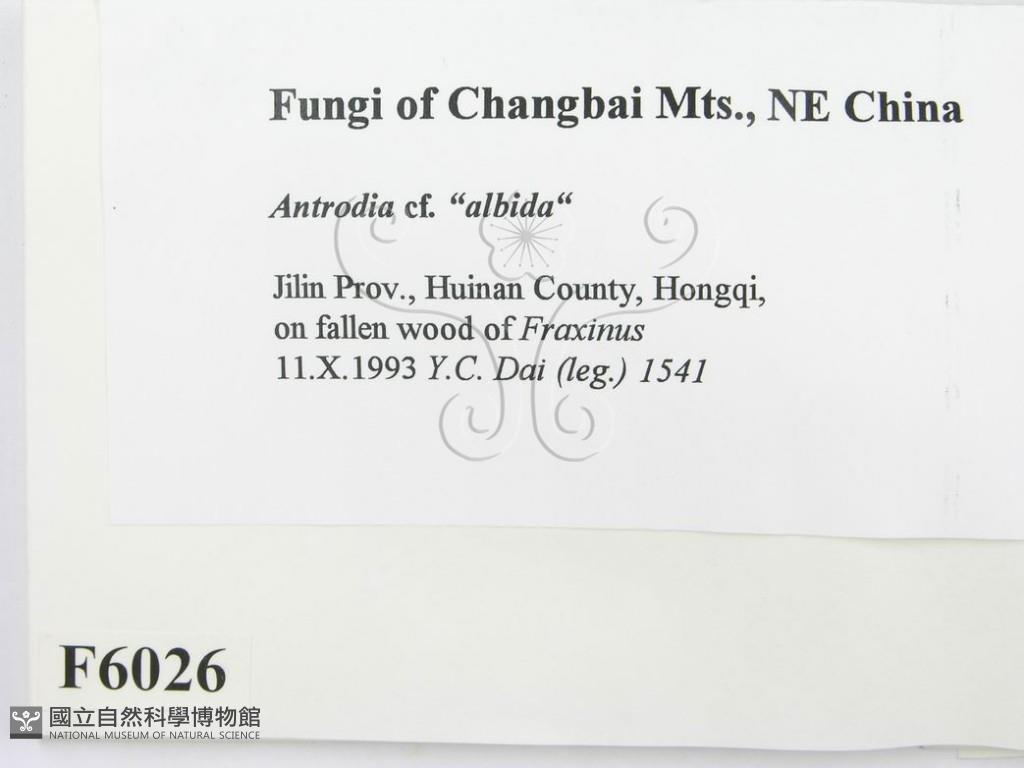 Fungi of Changbai Mts., NE China
Antrodia cf. “albida“
Jilin Prov., Huinan County, Hongqi,
on fallen wood of Fraxinus
11.X.1993 Y.C. Dai (leg.) 1541
F6026
國立自然科學博物館
NATIONAL MUSEUM OF NATURAL SCIENCE